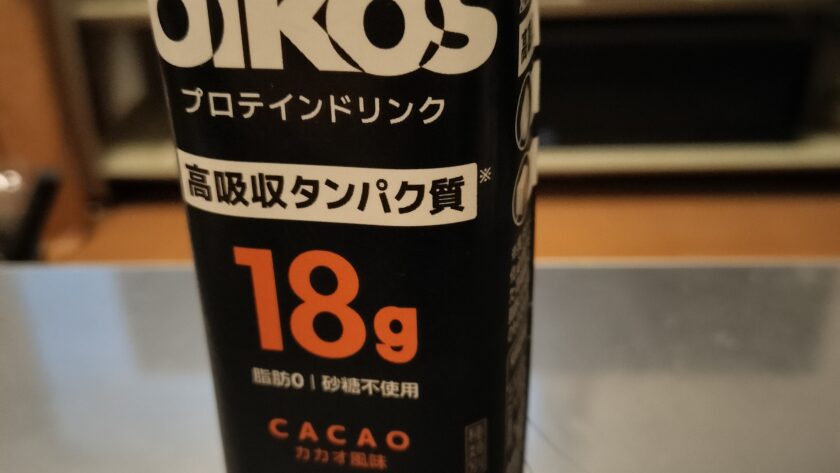 OIKOS
プロテインドリンク
高吸収タンパク質※
18g
脂肪0 | 砂糖不使用
CACAO
カカオ風味